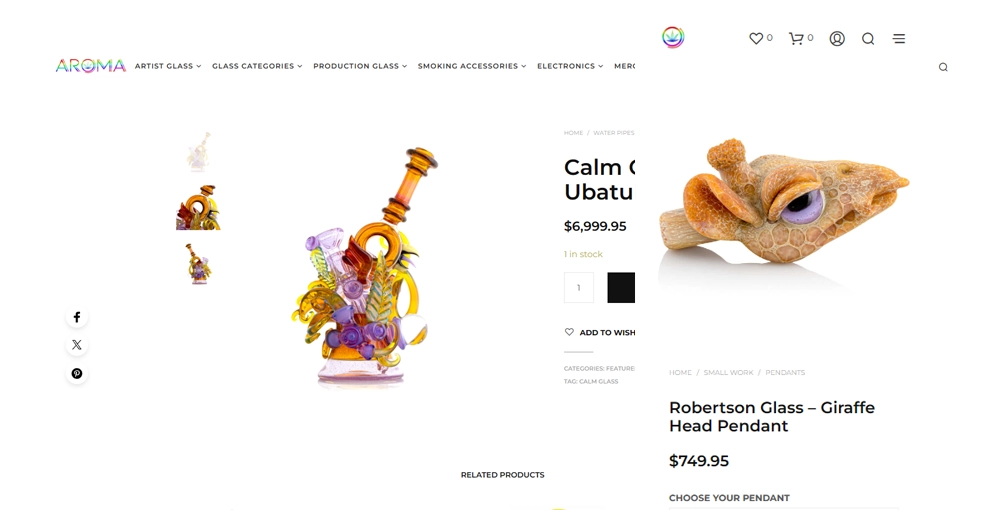 AROMA
ARTIST GLASS
GLASS CATEGORIES
PRODUCTION GLASS
SMOKING ACCESSORIES
ELECTRONICS
HOME / WATER PIPES
Calm
Ubatu
$6,999.95
1 in stock
1
ADD TO WISH
CATEGORIES: FEATURE
TAG: CALM GLASS
RELATED PRODUCTS
0
0
HOME / SMALL WORK / PENDANTS
Robertson Glass – Giraffe
Head Pendant
$749.95
CHOOSE YOUR PENDANT